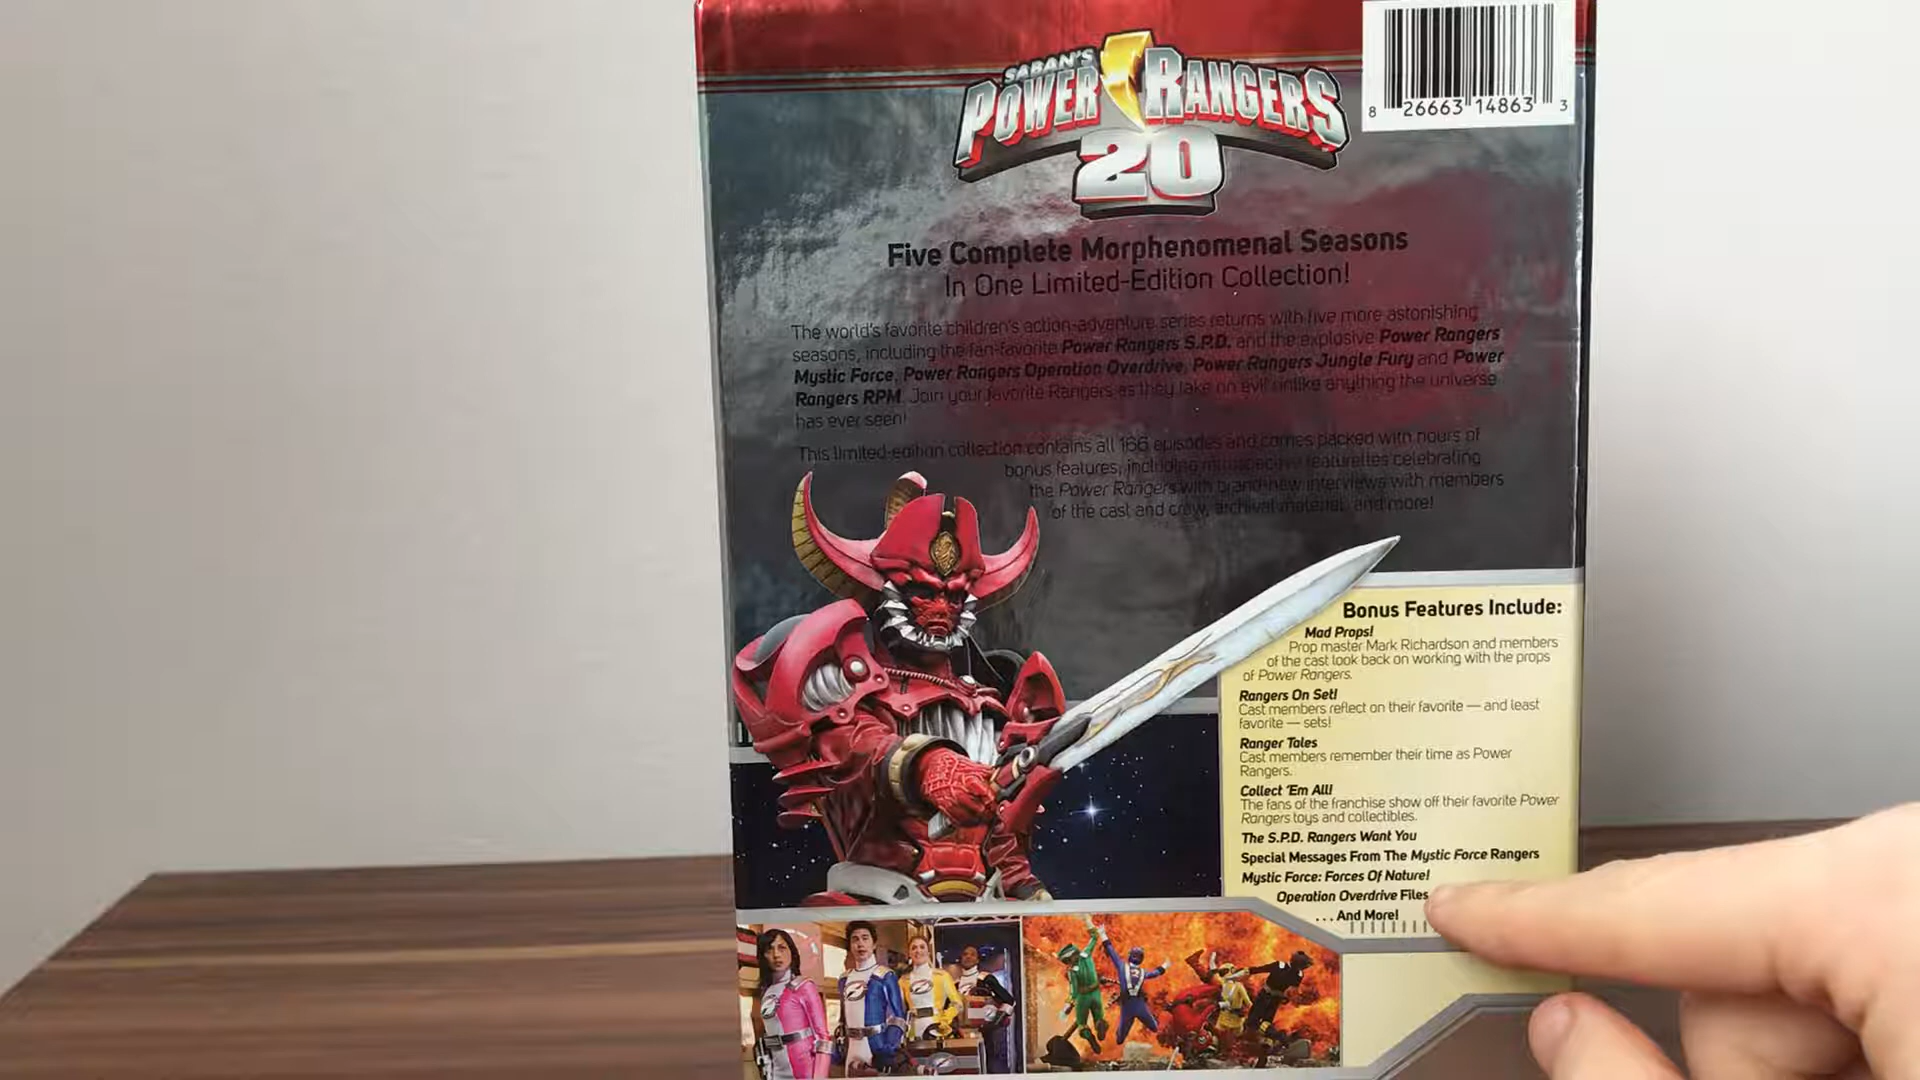 SABAN'S
POWER RANGERS
20
8 26663 14863 3
Five Complete Morphenomenal Seasons
In One Limited-Edition Collection!
The world's favorite children's action-adventure series returns with five more astonishing
seasons, including the fan-favorite Power Rangers S.P.D. and the explosive Power Rangers
Mystic Force, Power Rangers Operation Overdrive, Power Rangers Jungle Fury and Power
Rangers RPM. Join your favorite Rangers as they take on evil unlike anything the universe
has ever seen!
This limited-edition collection contains all 166 episodes and comes packed with hours of
bonus features, including retrospective featurettes celebrating
the Power Rangers with brand-new interviews with members
of the cast and crew, archival material, and more!
Bonus Features Include:
Mad Props!
Prop master Mark Richardson and members
of the cast look back on working with the props
of Power Rangers.
Rangers On Set!
Cast members reflect on their favorite — and least
favorite — sets!
Ranger Tales
Cast members remember their time as Power
Rangers.
Collect 'Em All!
The fans of the franchise show off their favorite Power
Rangers toys and collectibles.
The S.P.D. Rangers Want You
Special Messages From The Mystic Force Rangers
Mystic Force: Forces Of Nature!
Operation Overdrive Files
...And More!